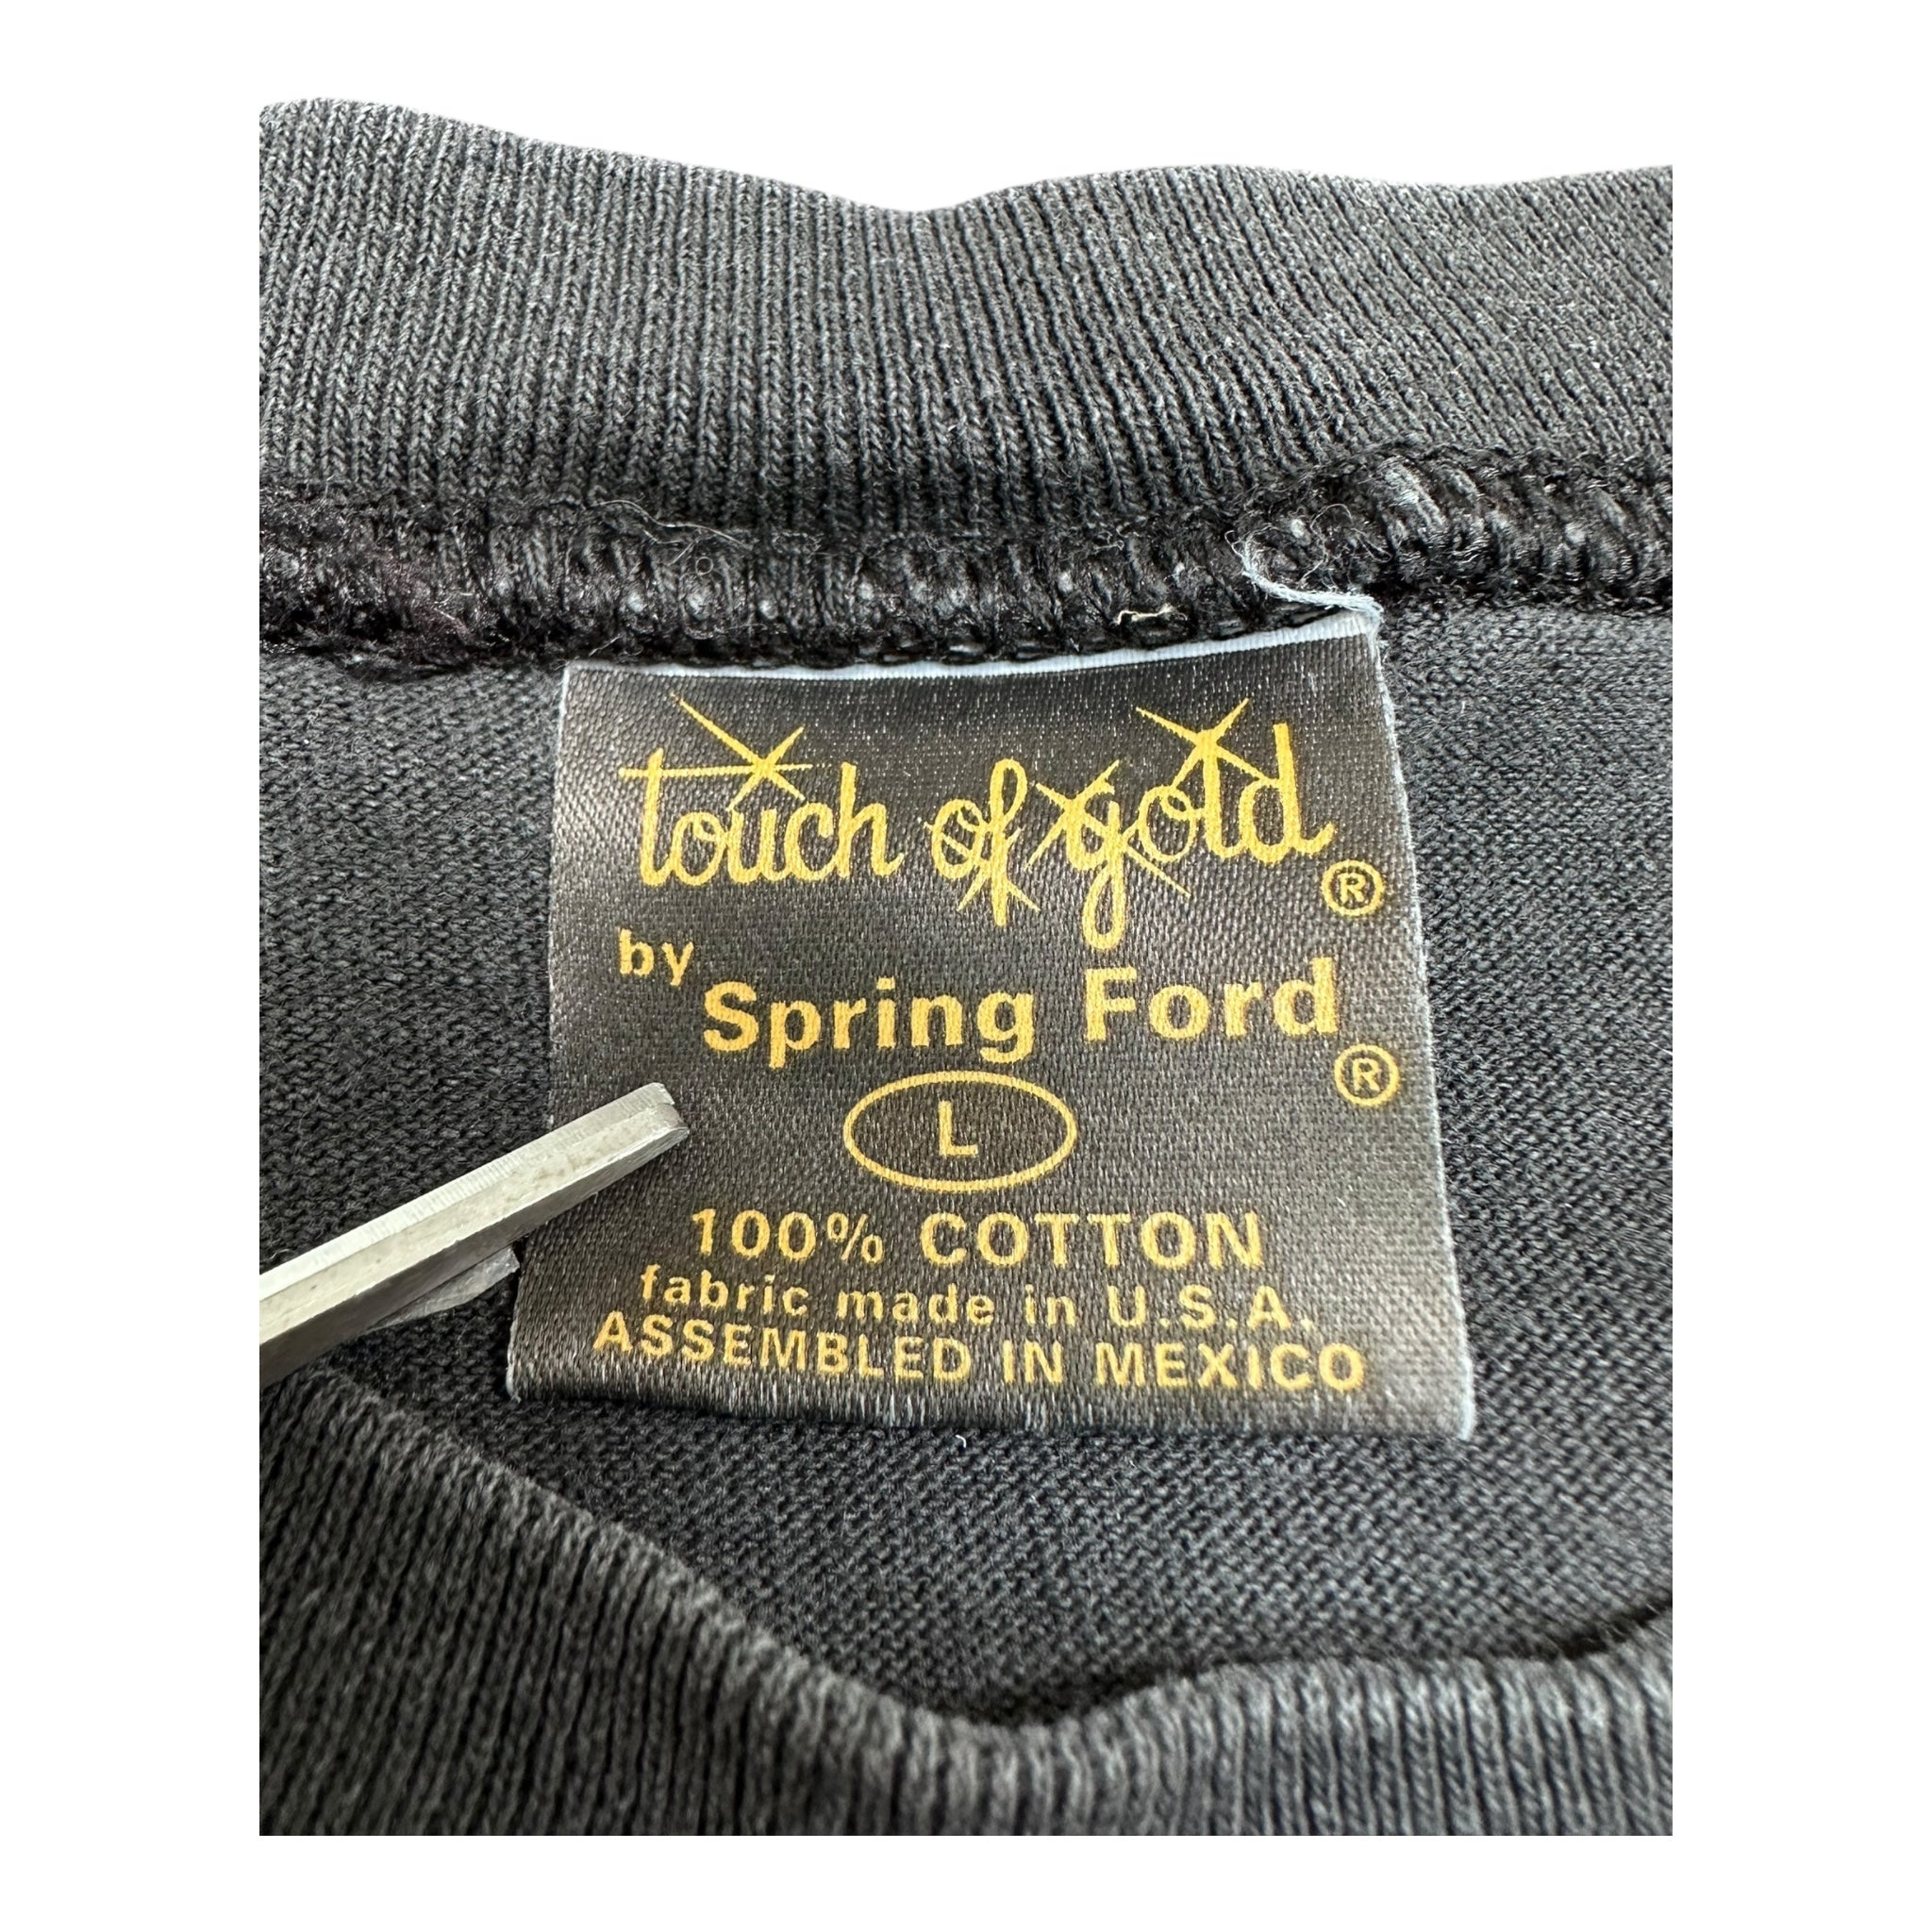 touch of gold ®
by Spring Ford ®
L
100% COTTON
fabric made in U.S.A.
ASSEMBLED IN MEXICO